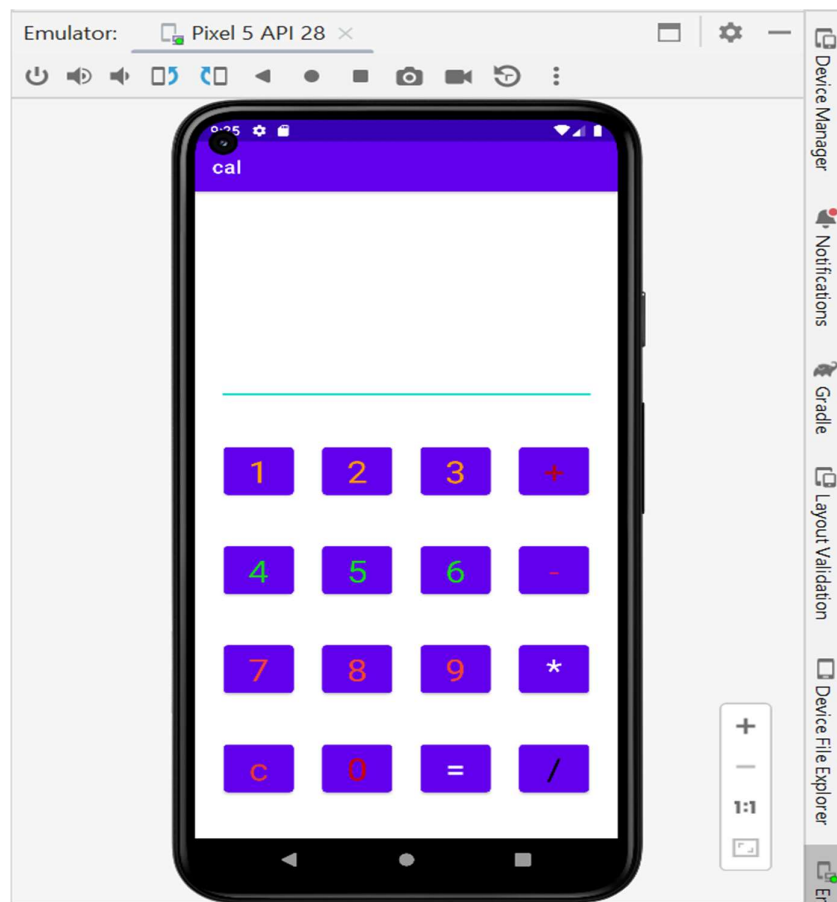 Emulator: Pixel 5 API 28
9:25
cal
1 2 3 +
4 5 6 -
7 8 9 *
c 0 = /
1:1
Device Manager
Notifications
Gradle
Layout Validation
Device File Explorer